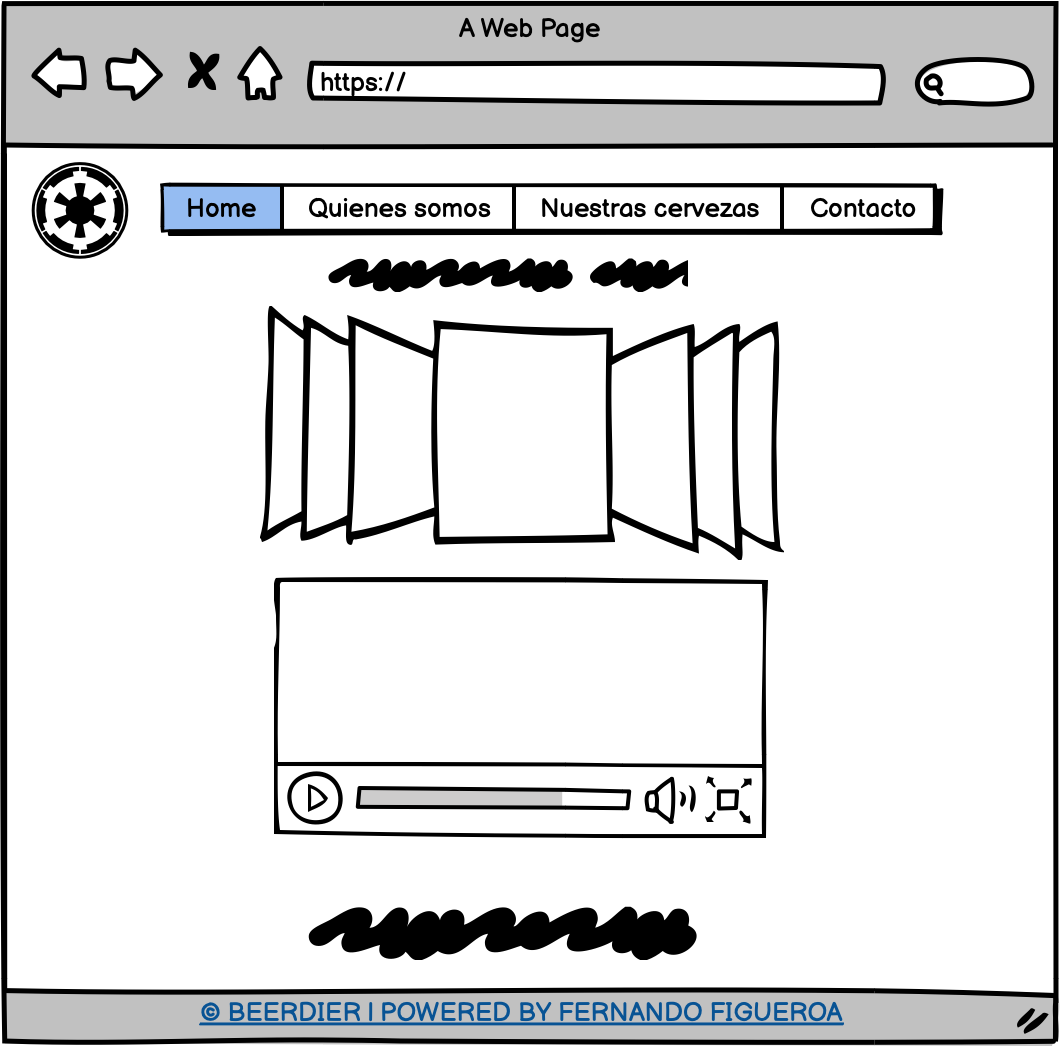 A Web Page
https://
Home Quienes somos Nuestras cervezas Contacto
© BEERDIER | POWERED BY FERNANDO FIGUEROA